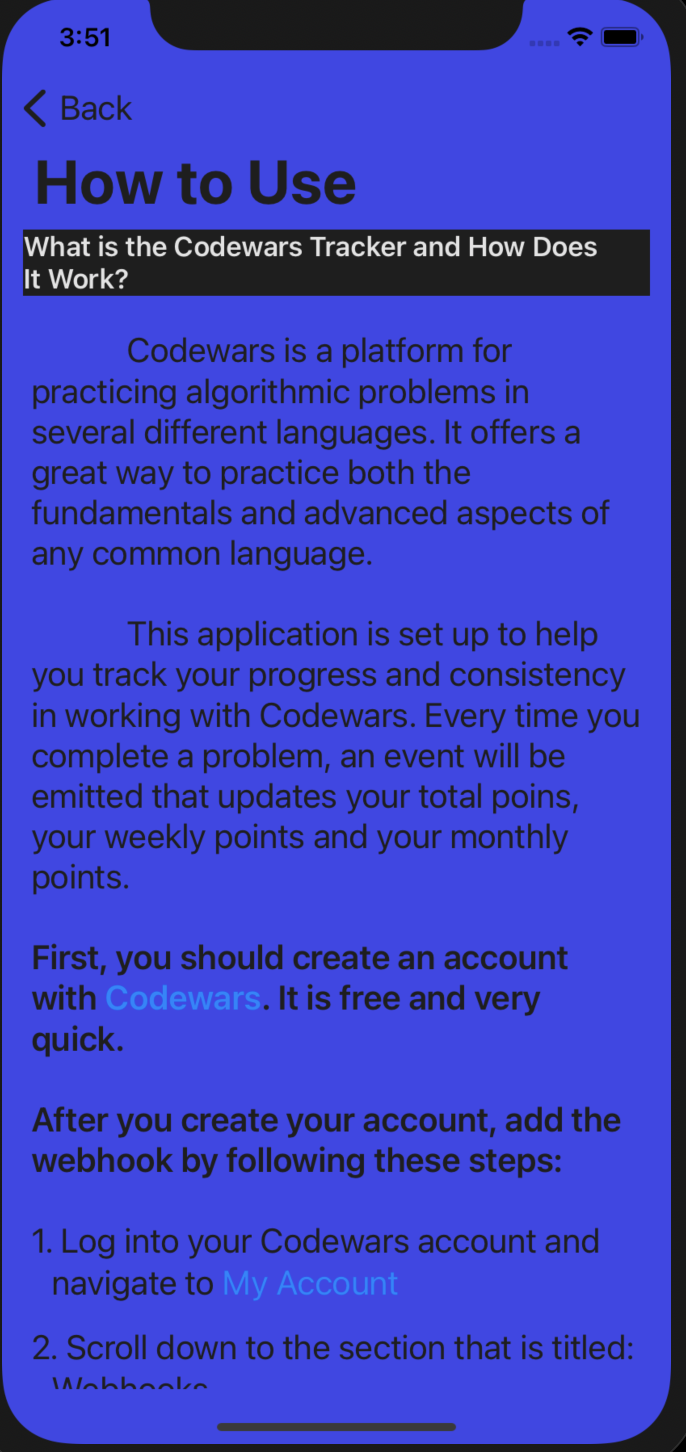 3:51
Back
How to Use
What is the Codewars Tracker and How Does
It Work?
Codewars is a platform for
practicing algorithmic problems in
several different languages. It offers a
great way to practice both the
fundamentals and advanced aspects of
any common language.
This application is set up to help
you track your progress and consistency
in working with Codewars. Every time you
complete a problem, an event will be
emitted that updates your total poins,
your weekly points and your monthly
points.
First, you should create an account
with Codewars. It is free and very
quick.
After you create your account, add the
webhook by following these steps:
1. Log into your Codewars account and
navigate to My Account
2. Scroll down to the section that is titled:
Webhooks